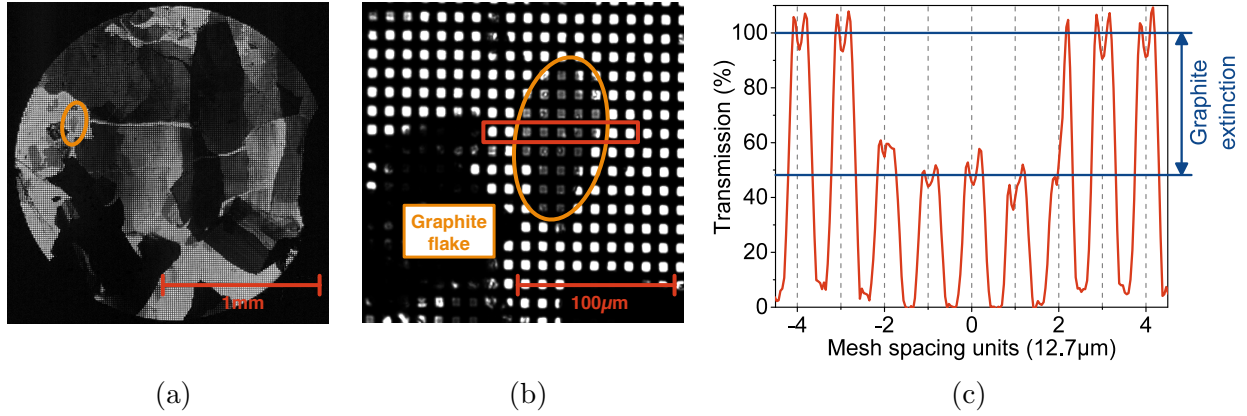 1mm
Graphite
flake
100µm
Transmission (%)
100
80
60
40
20
0
-4
-2
0
2
4
Mesh spacing units (12.7µm)
Graphite
extinction
(a)
(b)
(c)